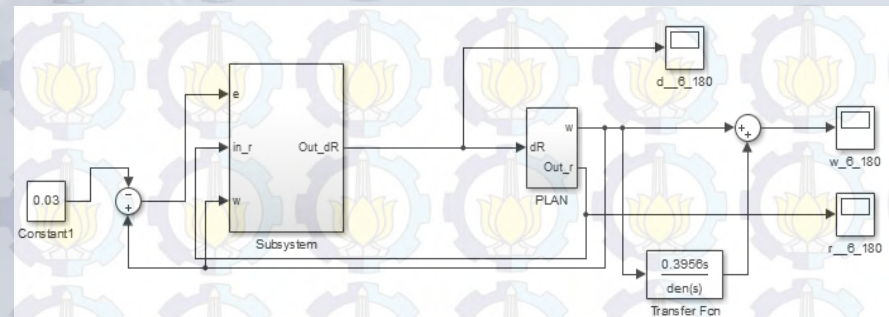 d__6_180
e
in_r
w
Out_dR
Subsystem
dR
w
Out_r
PLAN
w_6_180
r__6_180
0.03
Constant1
0.3956s
den(s)
Transfer Fcn